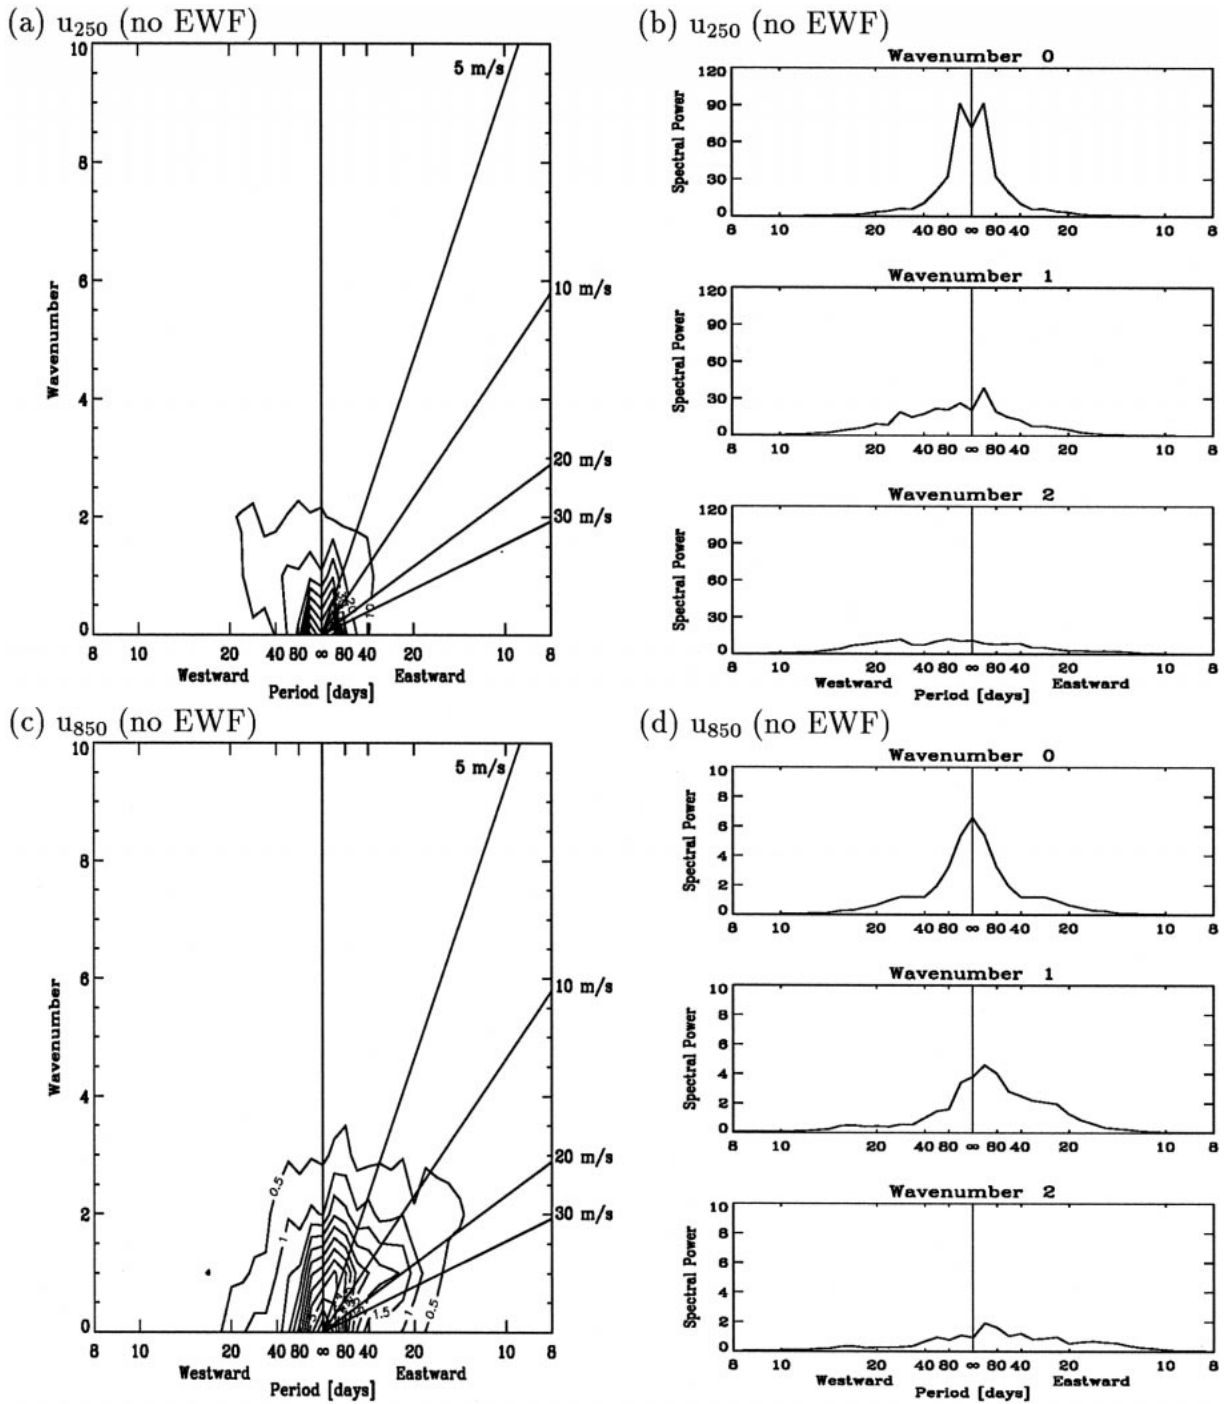 (a) u250 (no EWF)
10
8
6
4
2
0
Wavenumber
5 m/s
10 m/s
20 m/s
30 m/s
8 10 20 40 80 ∞ 80 40 10 8
Westward Eastward
Period [days]
(b) u250 (no EWF)
Wavenumber 0
120
90
60
30
0
Spectral Power
8 10 20 40 80 ∞ 80 40 20 10 8
Wavenumber 1
120
90
60
30
0
Spectral Power
8 10 20 40 80 ∞ 80 40 20 10 8
Wavenumber 2
120
90
60
30
0
Spectral Power
8 10 20 40 80 ∞ 80 40 20 10 8
Westward Eastward
Period [days]
(c) u850 (no EWF)
10
8
6
4
2
0
Wavenumber
5 m/s
10 m/s
20 m/s
30 m/s
0.5
1
1.5
1
0.5
8 10 20 40 80 ∞ 80 40 20 10 8
Westward Eastward
Period [days]
(d) u850 (no EWF)
Wavenumber 0
10
8
6
4
2
0
Spectral Power
8 10 20 40 80 ∞ 80 40 20 10 8
Wavenumber 1
10
8
6
4
2
0
Spectral Power
8 10 20 40 80 ∞ 80 40 20 10 8
Wavenumber 2
10
8
6
4
2
0
Spectral Power
8 10 20 40 80 ∞ 80 40 20 10 8
Westward Eastward
Period [days]